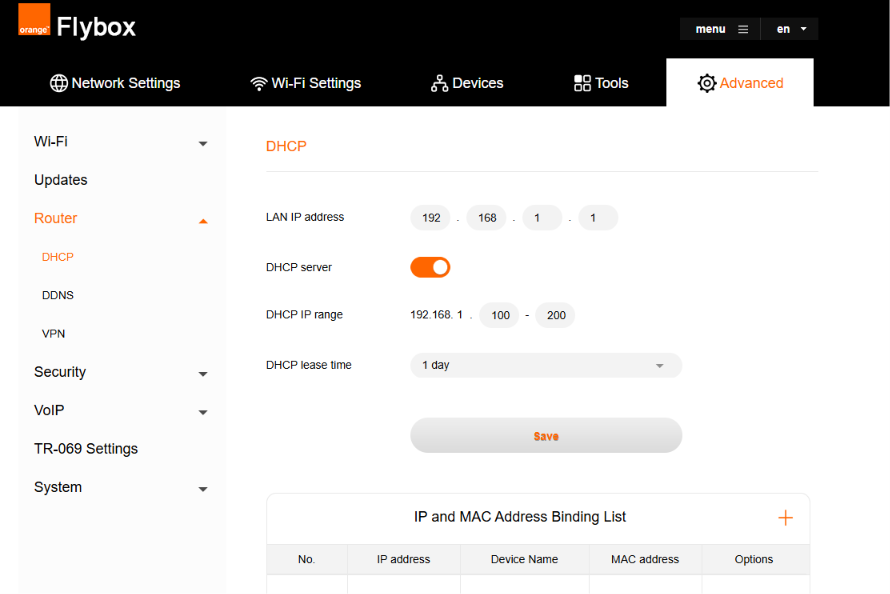 orange™ Flybox
menu en
Network Settings Wi-Fi Settings Devices Tools Advanced
Wi-Fi
Updates
Router
DHCP
DDNS
VPN
Security
VoIP
TR-069 Settings
System
DHCP
LAN IP address 192 . 168 . 1 . 1
DHCP server
DHCP IP range 192.168. 1 . 100 - 200
DHCP lease time 1 day
Save
IP and MAC Address Binding List
No. IP address Device Name MAC address Options